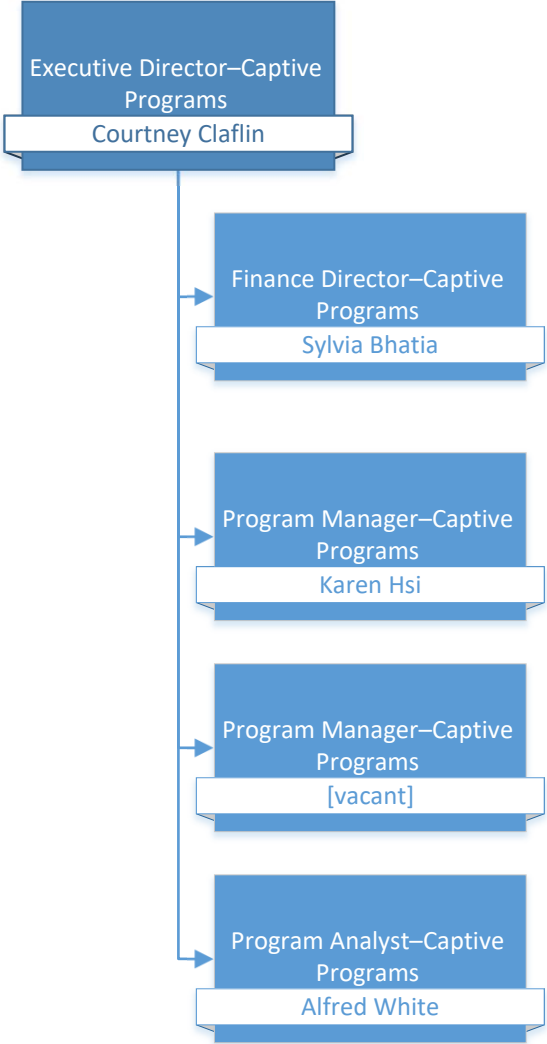 Executive Director–Captive
Programs
Courtney Claflin
Finance Director–Captive
Programs
Sylvia Bhatia
Program Manager–Captive
Programs
Karen Hsi
Program Manager–Captive
Programs
[vacant]
Program Analyst–Captive
Programs
Alfred White